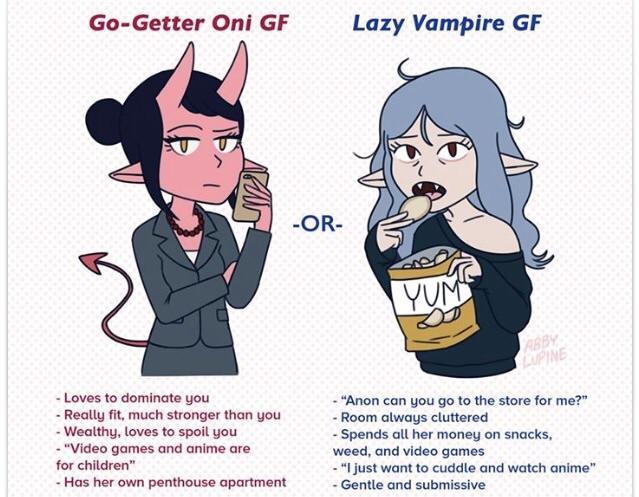 Go-Getter Oni GF
Lazy Vampire GF
-OR-
YUM
ABBY
LUPINE
- Loves to dominate you
- Really fit, much stronger than you
- Wealthy, loves to spoil you
- “Video games and anime are
for children”
- Has her own penthouse apartment
- “Anon can you go to the store for me?”
- Room always cluttered
- Spends all her money on snacks,
weed, and video games
- “I just want to cuddle and watch anime”
- Gentle and submissive